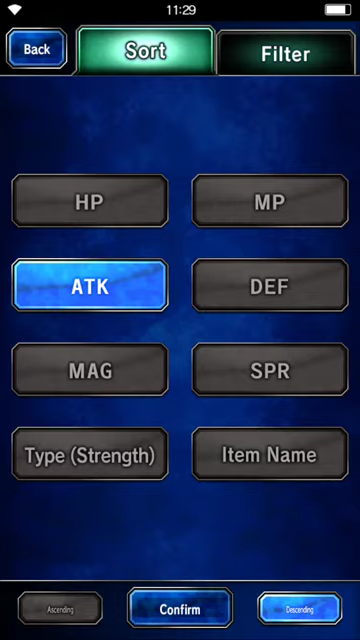 11:29
Back
Sort
Filter
HP
MP
ATK
DEF
MAG
SPR
Type (Strength)
Item Name
Ascending
Confirm
Descending